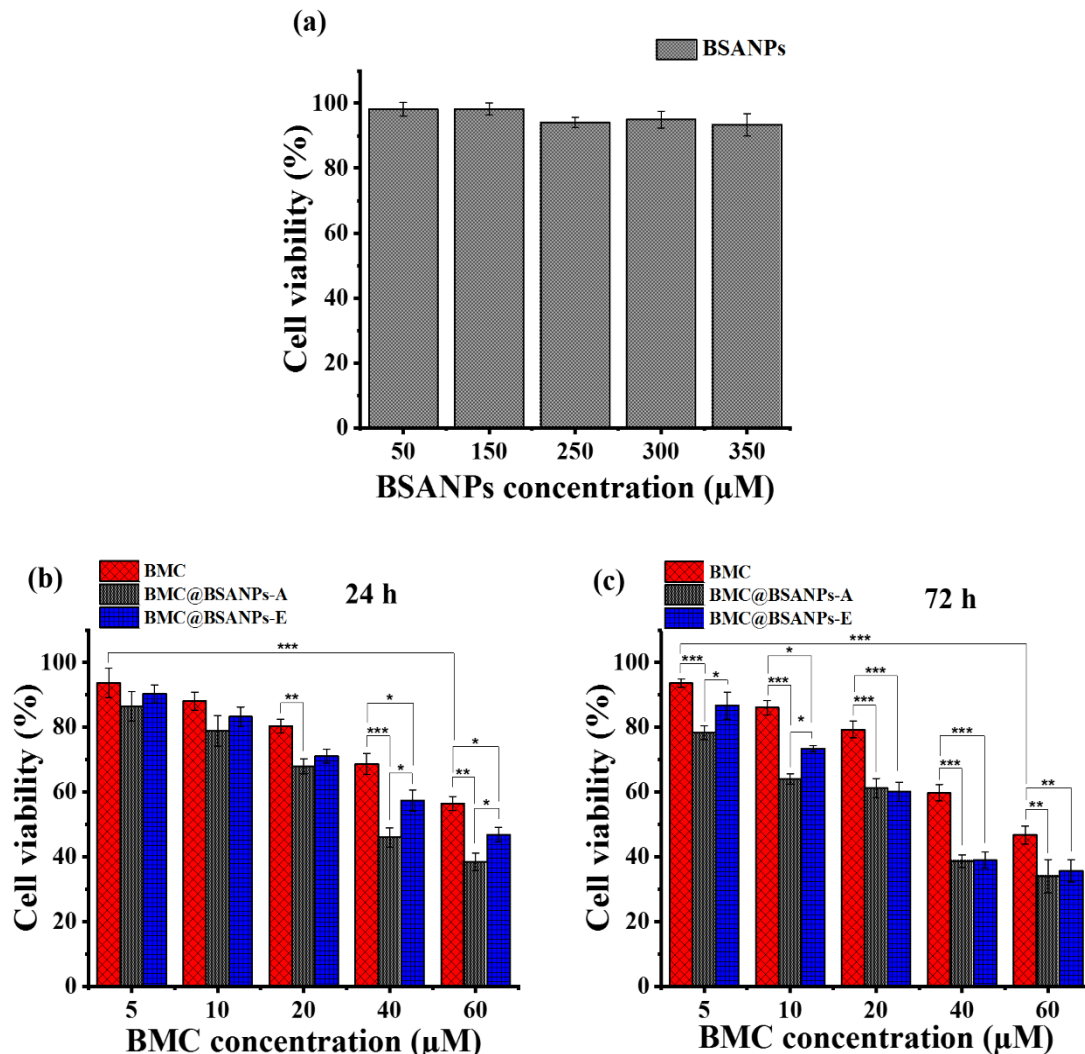 (a)
BSANPs
Cell viability (%)
100
80
60
40
20
0
50 150 250 300 350
BSANPs concentration (µM)
(b)
BMC
BMC@BSANPs-A
BMC@BSANPs-E
24 h
Cell viability (%)
100
80
60
40
20
0
***
**
*
***
*
*
**
*
5 10 20 40 60
BMC concentration (µM)
(c)
BMC
BMC@BSANPs-A
BMC@BSANPs-E
72 h
Cell viability (%)
100
80
60
40
20
0
***
***
*
*
***
*
***
***
***
***
**
**
5 10 20 40 60
BMC concentration (µM)